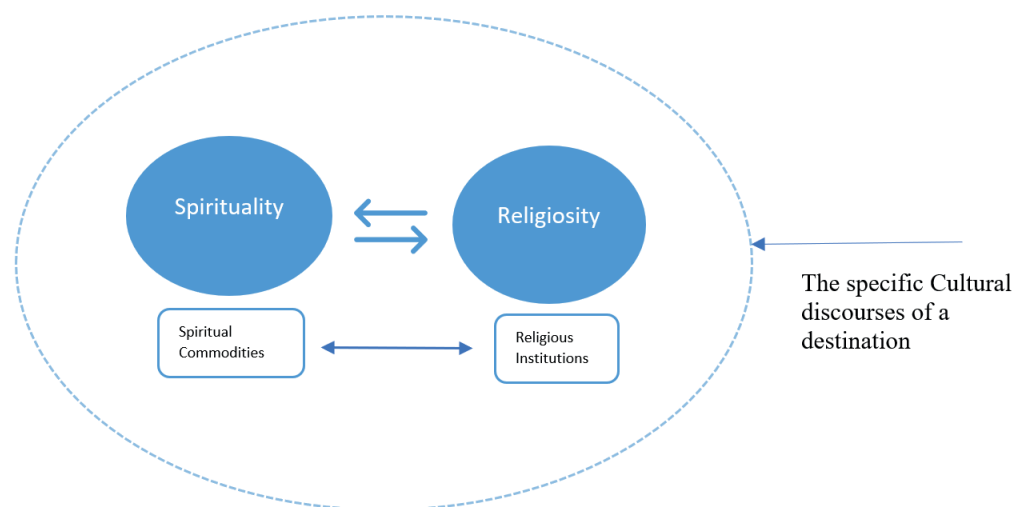 Spirituality
Religiosity
Spiritual
Commodities
Religious
Institutions
The specific Cultural
discourses of a
destination